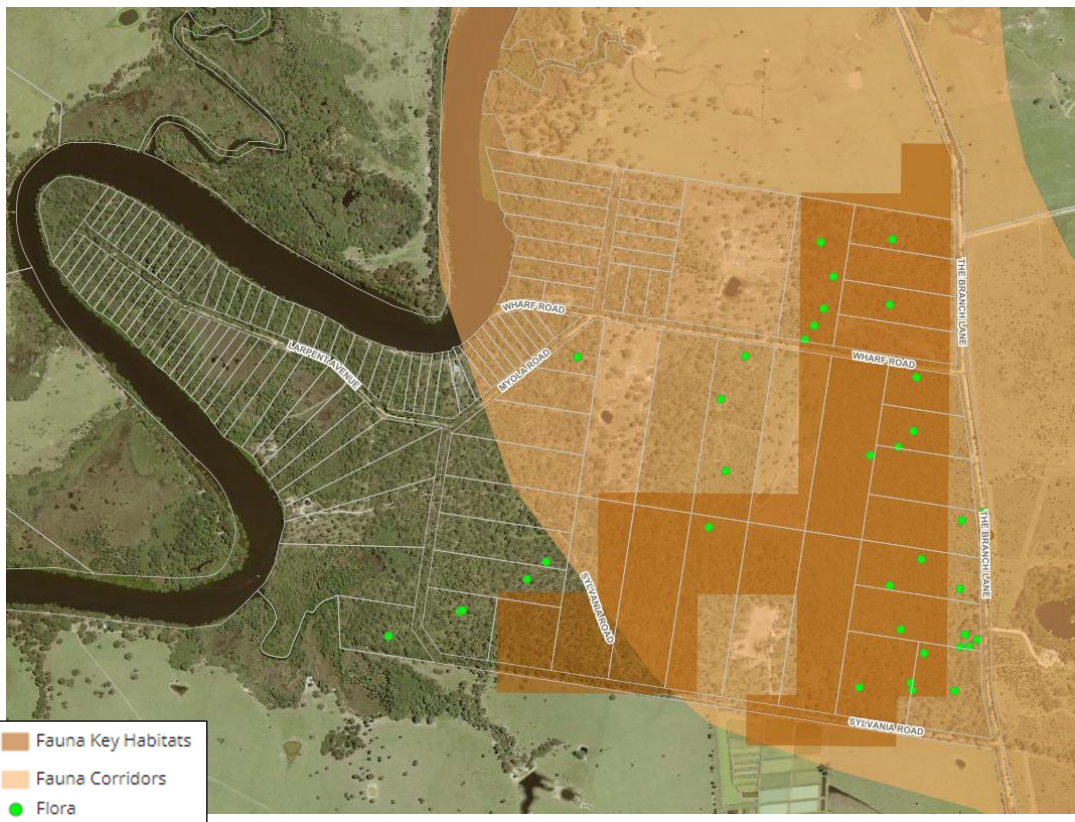 WHARF ROAD
THE BRANCH LANE
LARPENT AVENUE
MYOLA ROAD
WHARF ROAD
THE BRANCH LANE
SYLVANIA ROAD
SYLVANIA ROAD
Fauna Key Habitats
Fauna Corridors
Flora